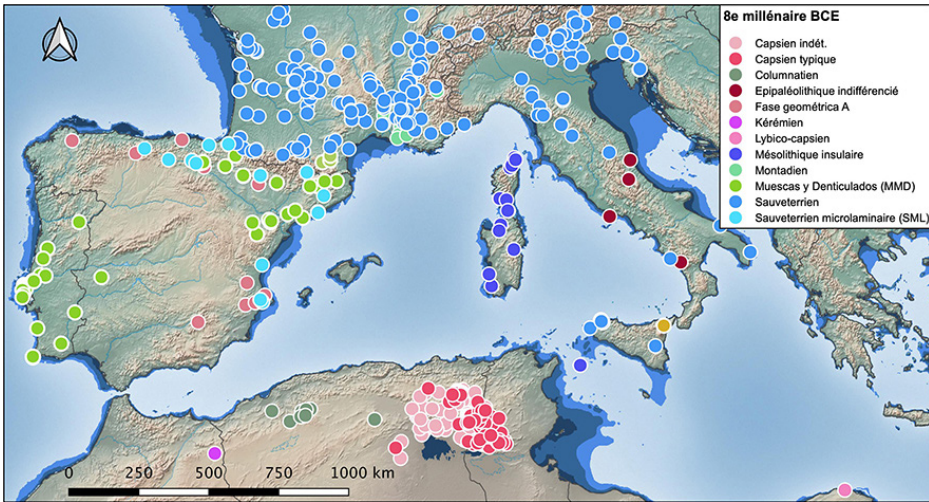 8e millénaire BCE
Capsien indét.
Capsien typique
Columnatien
Epipaléolithique indifférencié
Fase geométrica A
Kérémien
Lybico-capsien
Mésolithique insulaire
Montadien
Muescas y Denticulados (MMD)
Sauveterrien
Sauveterrien microlaminaire (SML)
0 250 500 750 1000 km